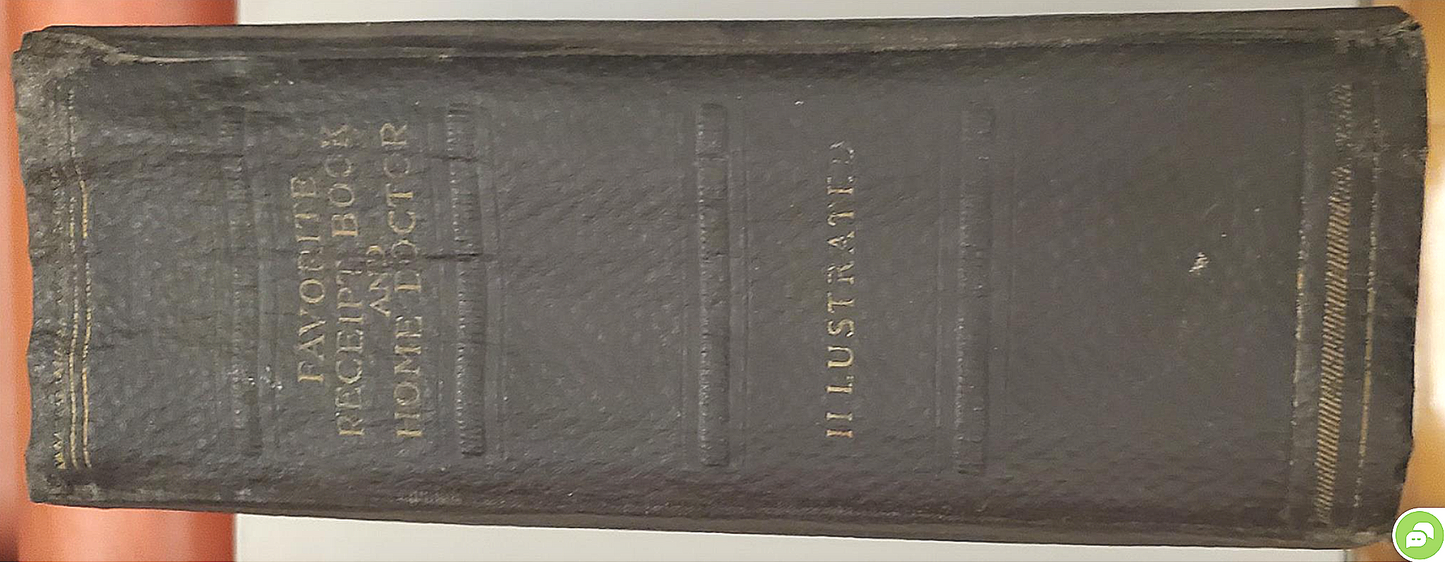 FAVORITE
RECEIPT BOOK
AND
HOME DOCTOR
ILLUSTRATED